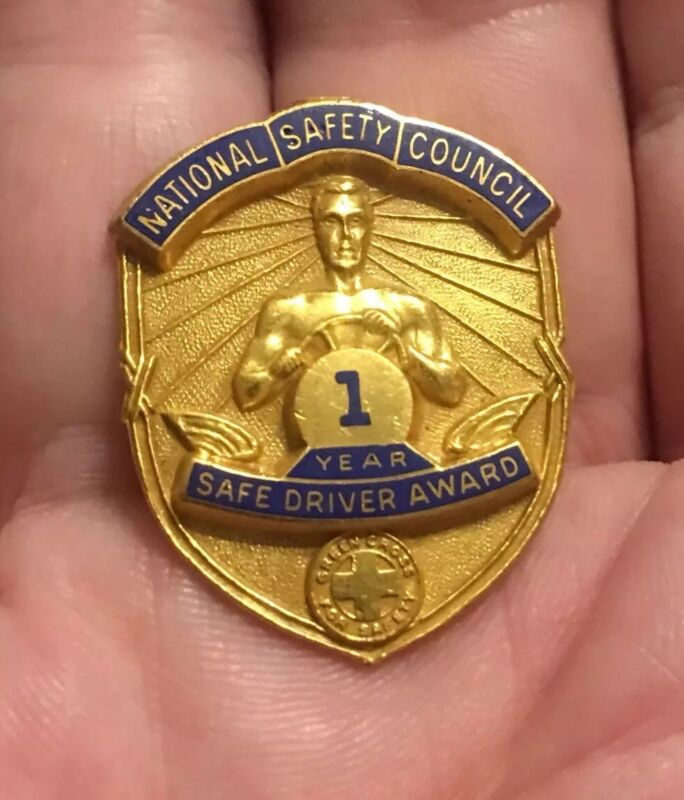 NATIONAL SAFETY COUNCIL
1
YEAR
SAFE DRIVER AWARD
GREEN CROSS
FOR SAFETY